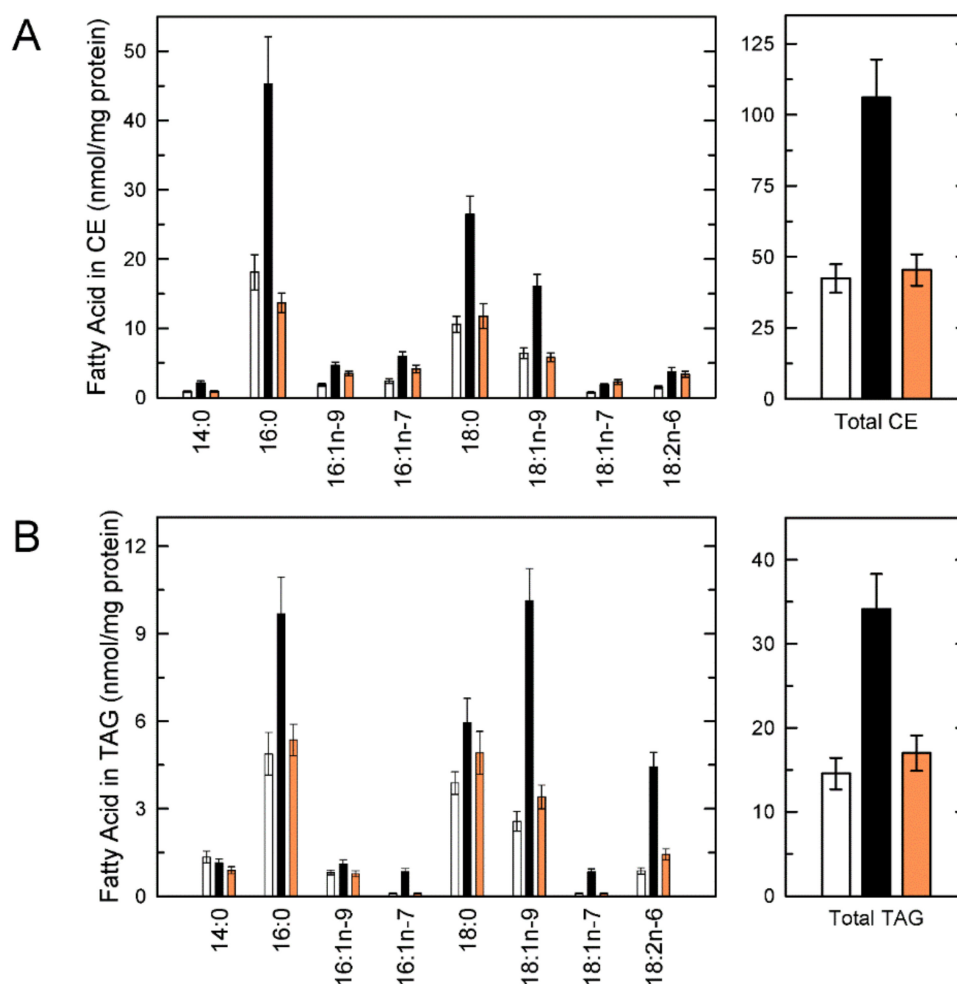 A
Fatty Acid in CE (nmol/mg protein)
50
40
30
20
10
0
14:0
16:0
16:1n-9
16:1n-7
18:0
18:1n-9
18:1n-7
18:2n-6
125
100
75
50
25
0
Total CE
B
Fatty Acid in TAG (nmol/mg protein)
12
9
6
3
0
14:0
16:0
16:1n-9
16:1n-7
18:0
18:1n-9
18:1n-7
18:2n-6
40
30
20
10
0
Total TAG